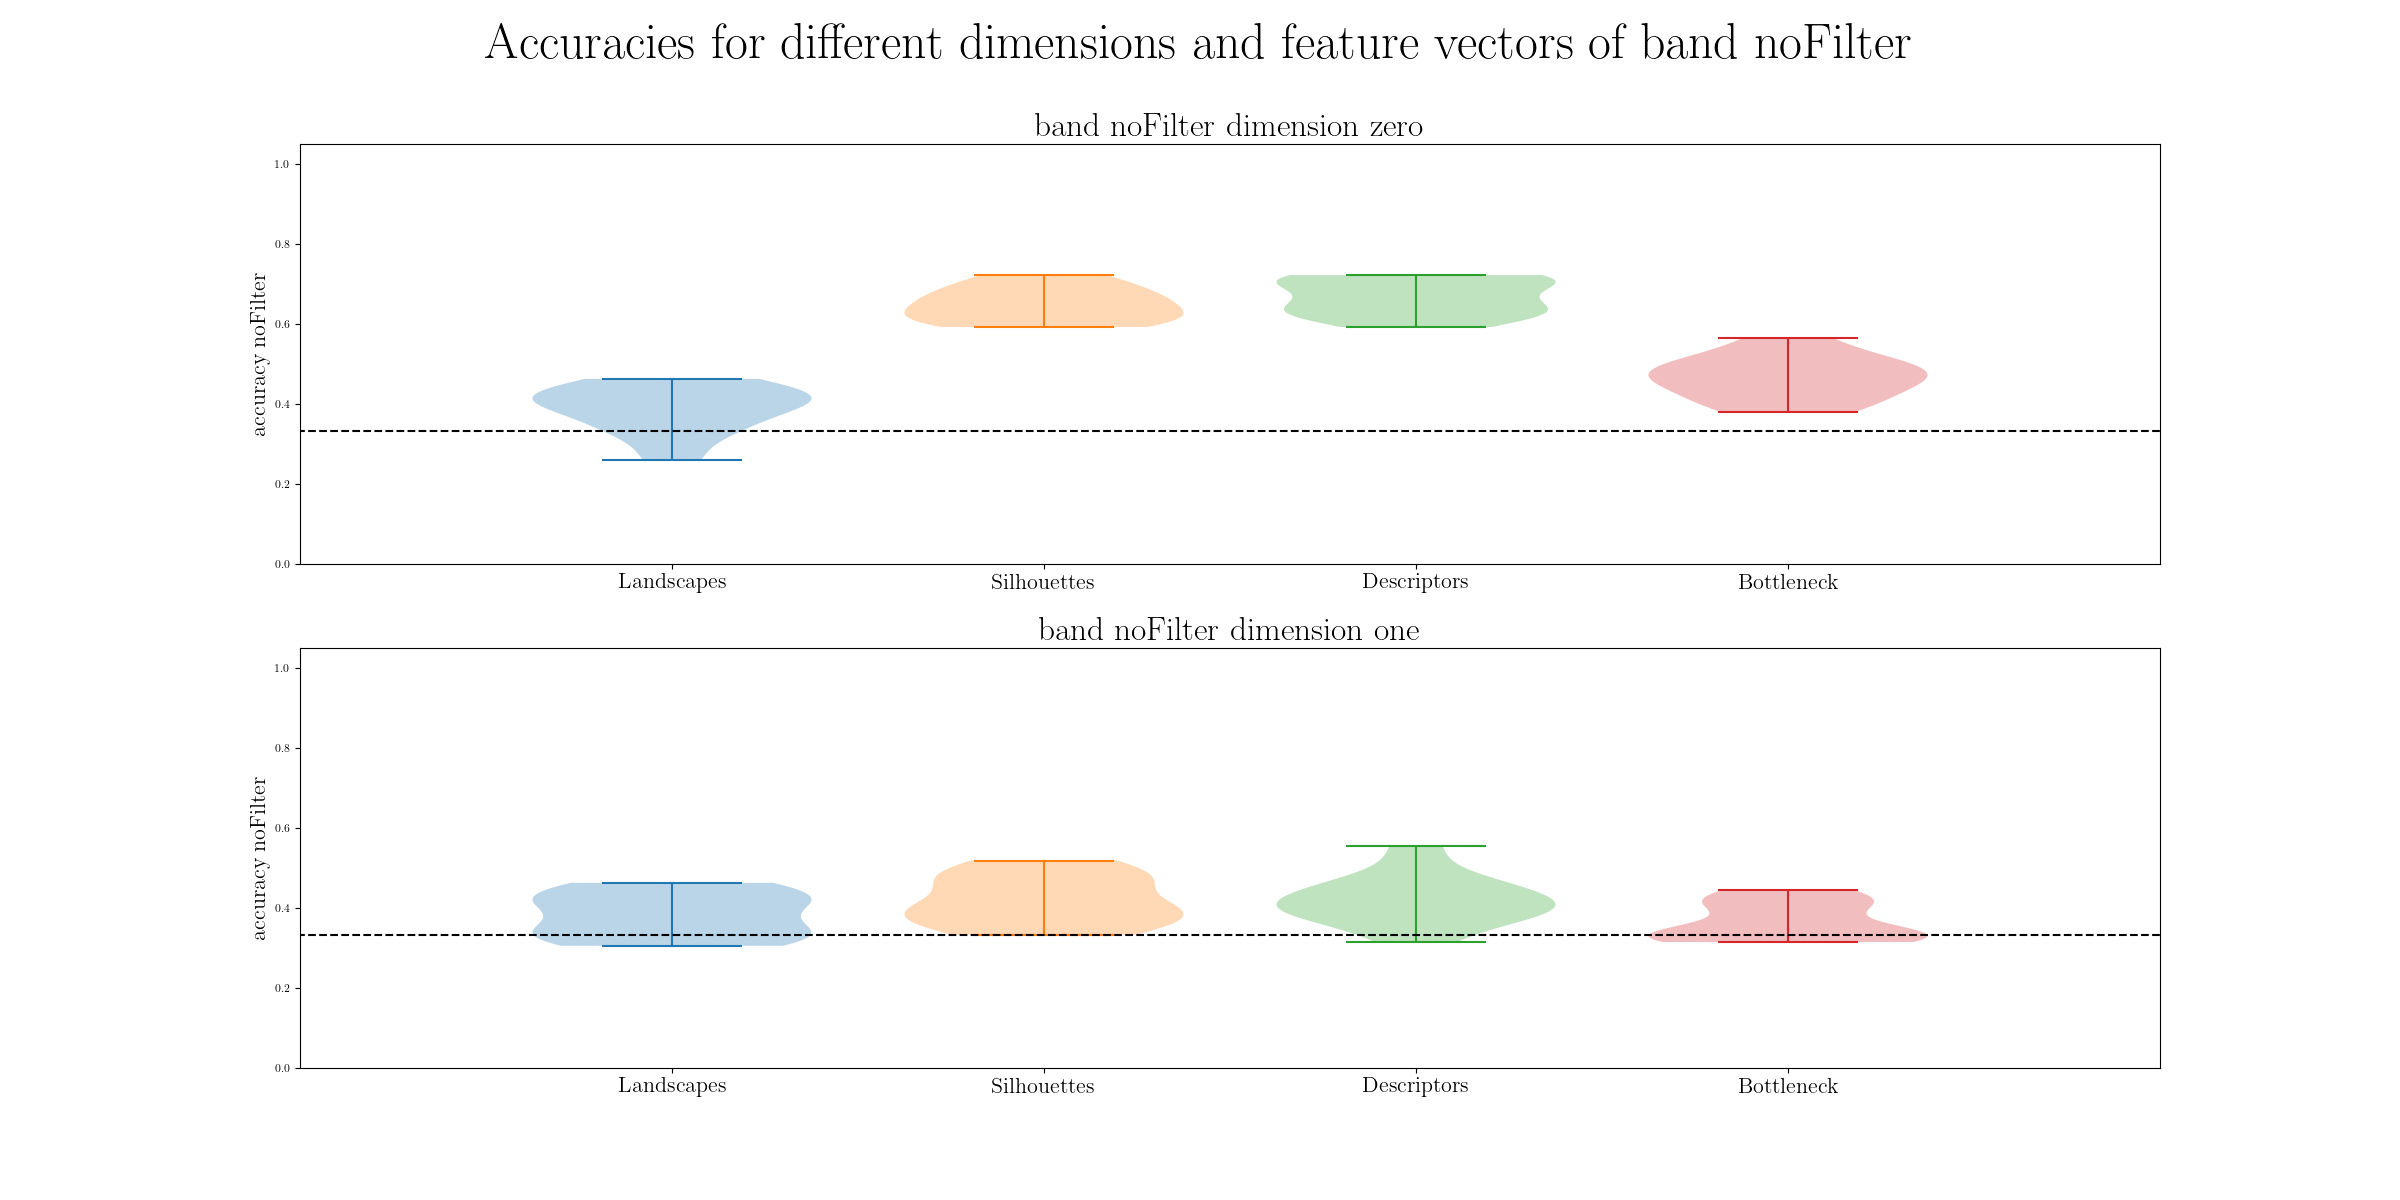 Accuracies for different dimensions and feature vectors of band noFilter
band noFilter dimension zero
accuracy noFilter
1.0
0.8
0.6
0.4
0.2
0.0
Landscapes Silhouettes Descriptors Bottleneck
band noFilter dimension one
accuracy noFilter
1.0
0.8
0.6
0.4
0.2
0.0
Landscapes Silhouettes Descriptors Bottleneck